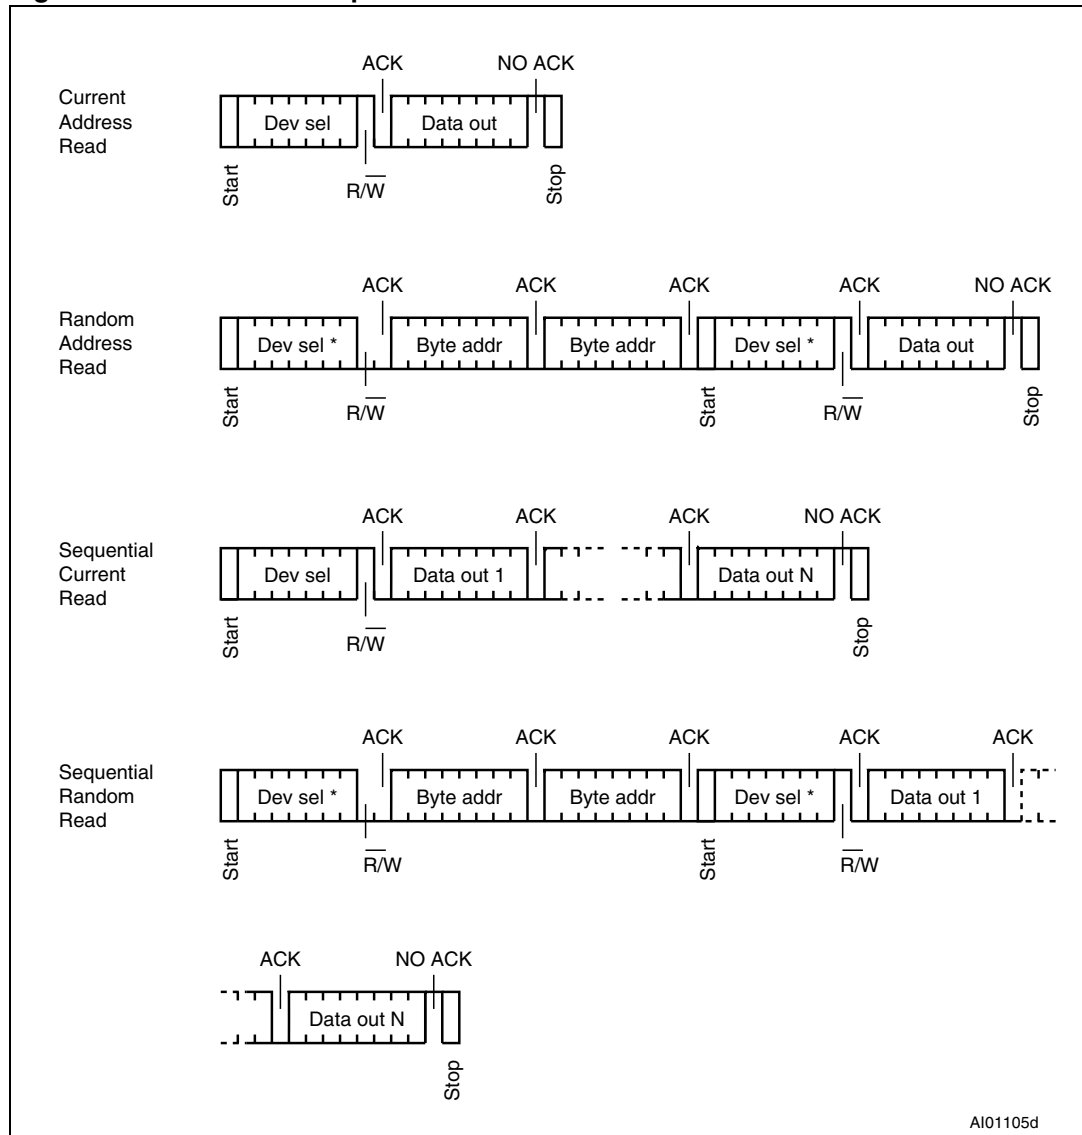 ACK NO ACK
Current
Address
Read
Dev sel Data out
Start R/W̅ Stop
ACK ACK ACK ACK NO ACK
Random
Address
Read
Dev sel * Byte addr Byte addr Dev sel * Data out
Start R/W̅ Start R/W̅ Stop
ACK ACK ACK NO ACK
Sequential
Current
Read
Dev sel Data out 1 Data out N
Start R/W̅ Stop
ACK ACK ACK ACK ACK
Sequential
Random
Read
Dev sel * Byte addr Byte addr Dev sel * Data out 1
Start R̅/W Start R̅/W
ACK NO ACK
Data out N
Stop
AI01105d